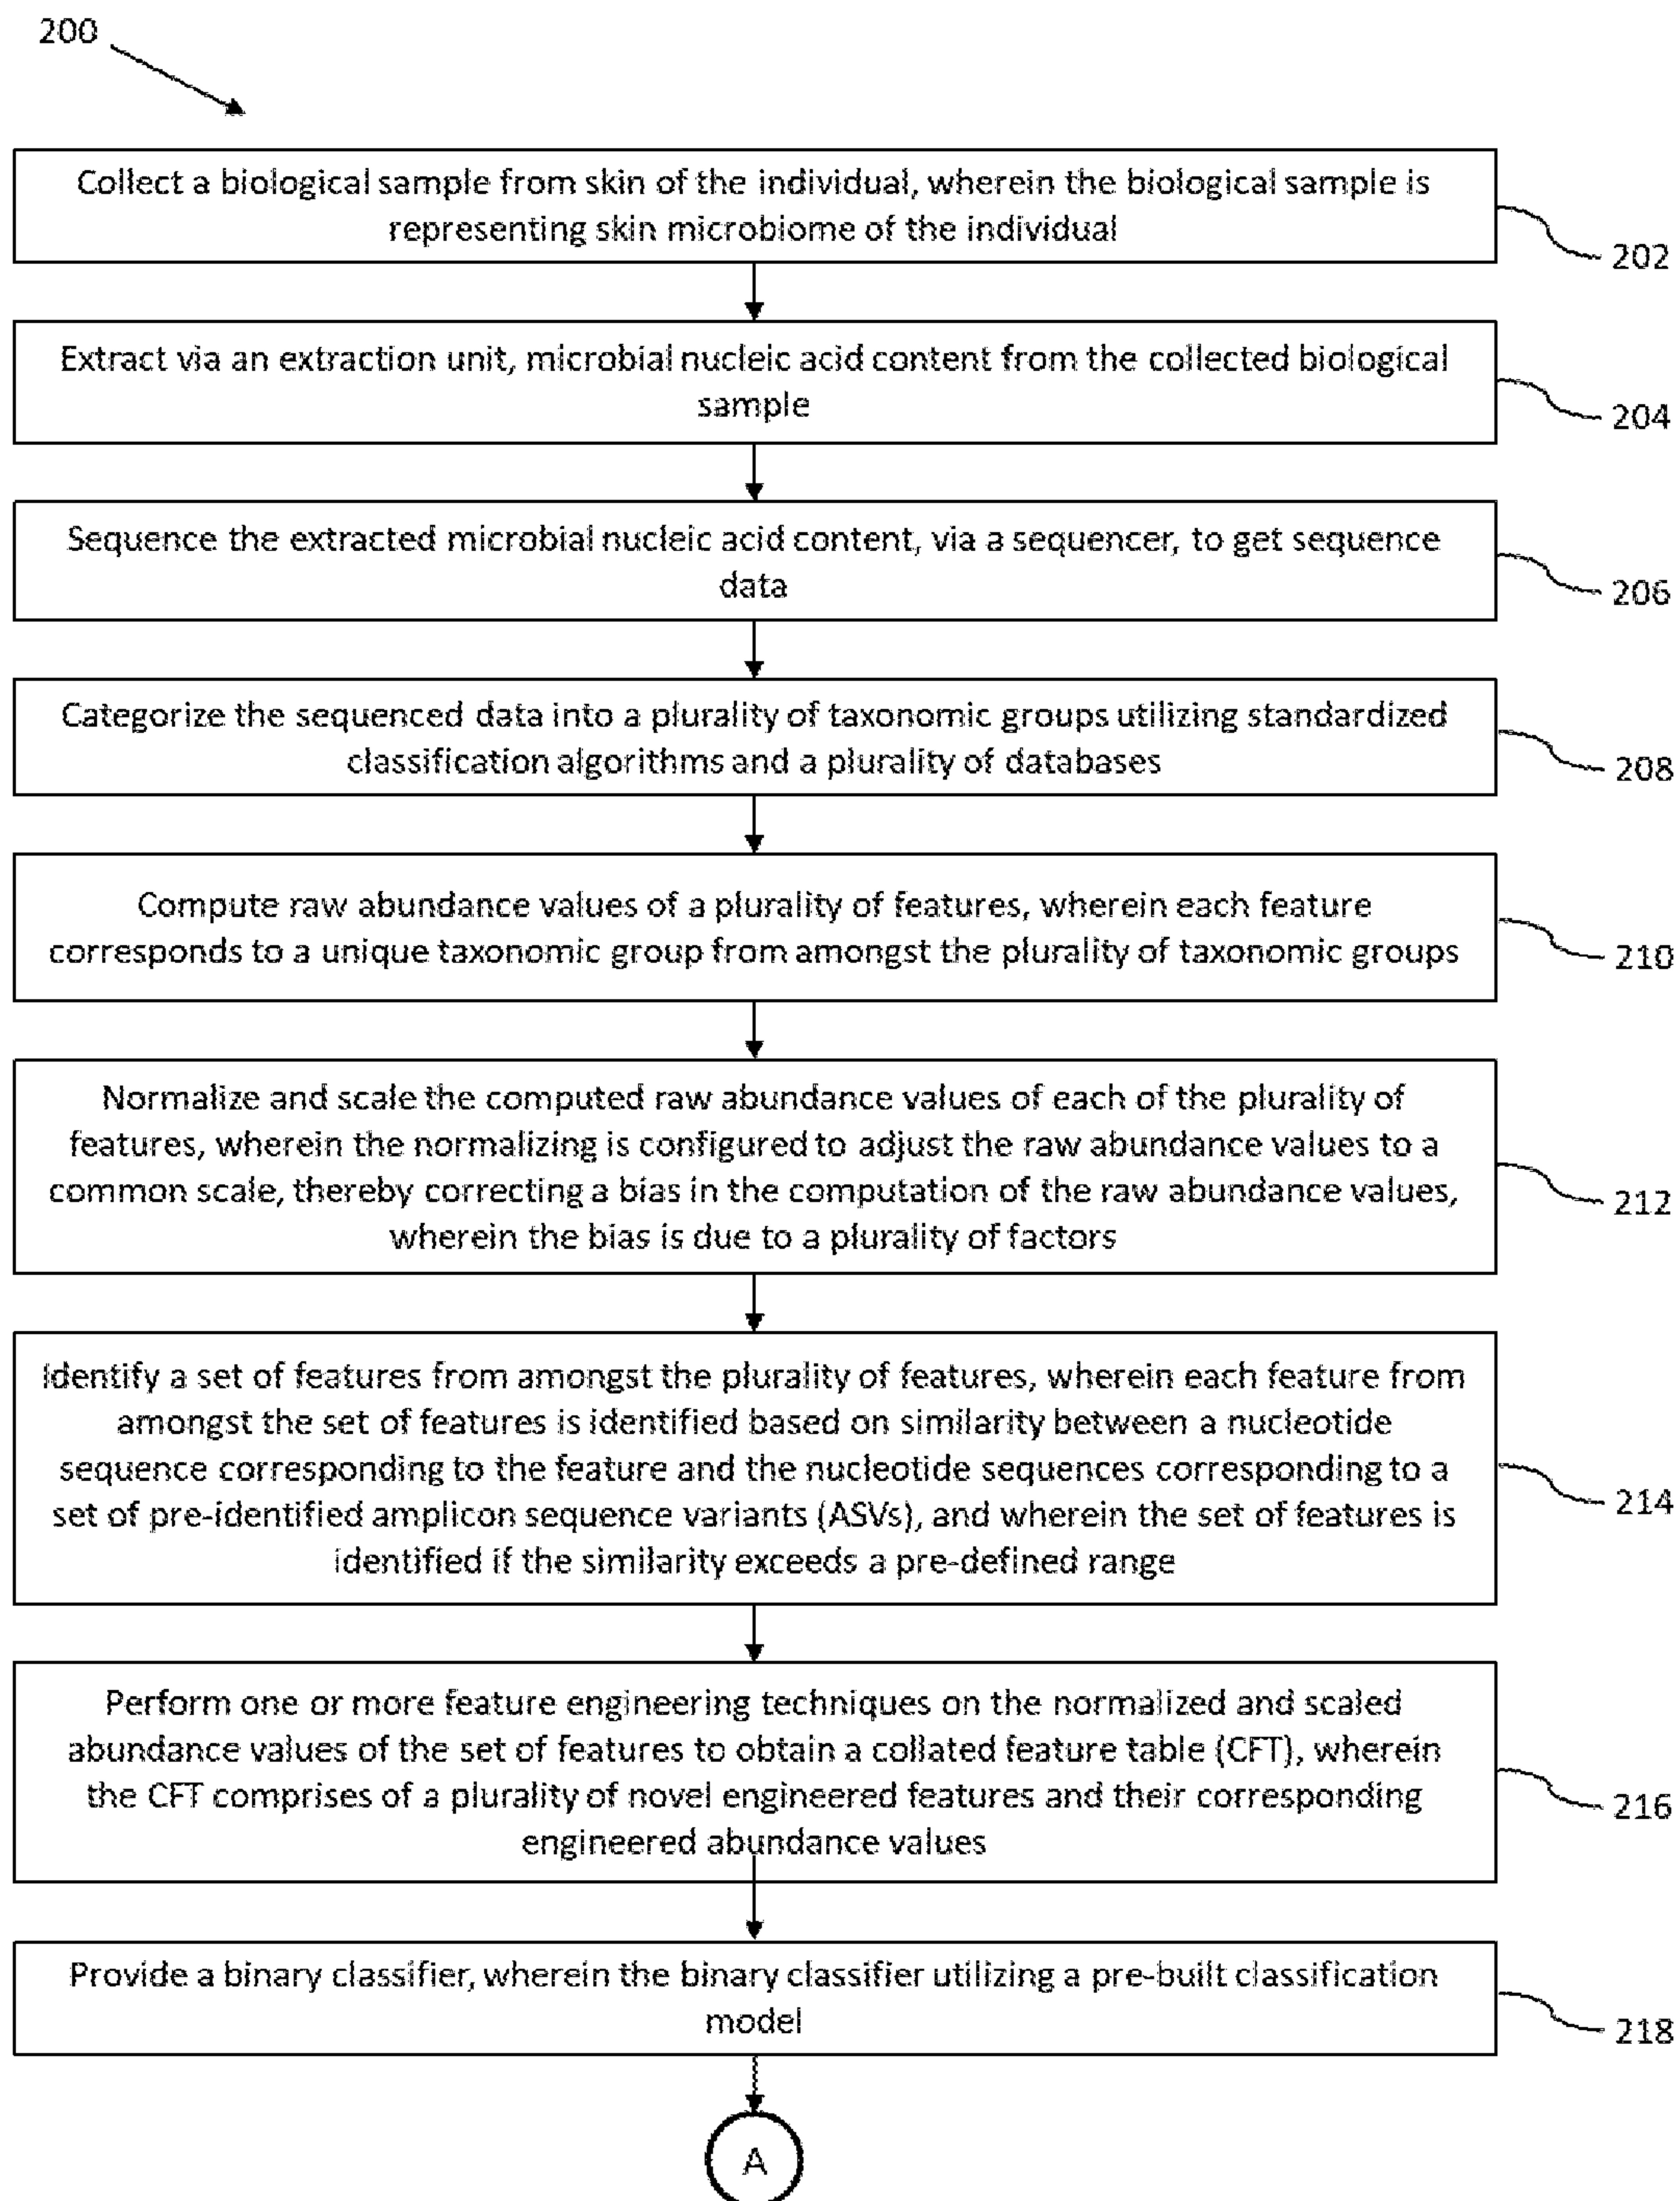 200
Collect a biological sample from skin of the individual, wherein the biological sample is
representing skin microbiome of the individual
202
Extract via an extraction unit, microbial nucleic acid content from the collected biological
sample
204
Sequence the extracted microbial nucleic acid content, via a sequencer, to get sequence
data
206
Categorize the sequenced data into a plurality of taxonomic groups utilizing standardized
classification algorithms and a plurality of databases
208
Compute raw abundance values of a plurality of features, wherein each feature
corresponds to a unique taxonomic group from amongst the plurality of taxonomic groups
210
Normalize and scale the computed raw abundance values of each of the plurality of
features, wherein the normalizing is configured to adjust the raw abundance values to a
common scale, thereby correcting a bias in the computation of the raw abundance values,
wherein the bias is due to a plurality of factors
212
Identify a set of features from amongst the plurality of features, wherein each feature from
amongst the set of features is identified based on similarity between a nucleotide
sequence corresponding to the feature and the nucleotide sequences corresponding to a
set of pre-identified amplicon sequence variants (ASVs), and wherein the set of features is
identified if the similarity exceeds a pre-defined range
214
Perform one or more feature engineering techniques on the normalized and scaled
abundance values of the set of features to obtain a collated feature table (CFT), wherein
the CFT comprises of a plurality of novel engineered features and their corresponding
engineered abundance values
216
Provide a binary classifier, wherein the binary classifier utilizing a pre-built classification
model
218
A